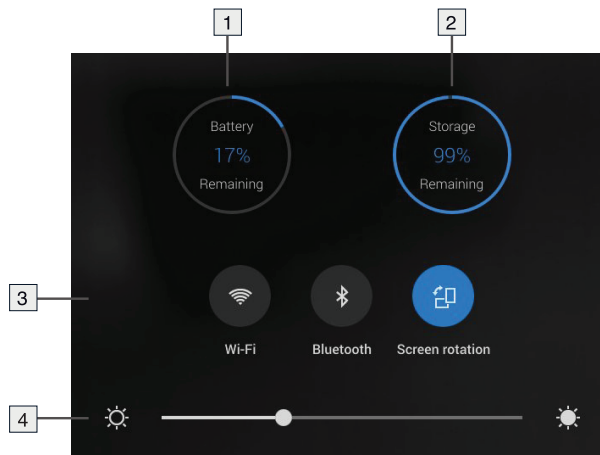 1
2
Battery
17%
Remaining
Storage
99%
Remaining
3
Wi-Fi
Bluetooth
Screen rotation
4